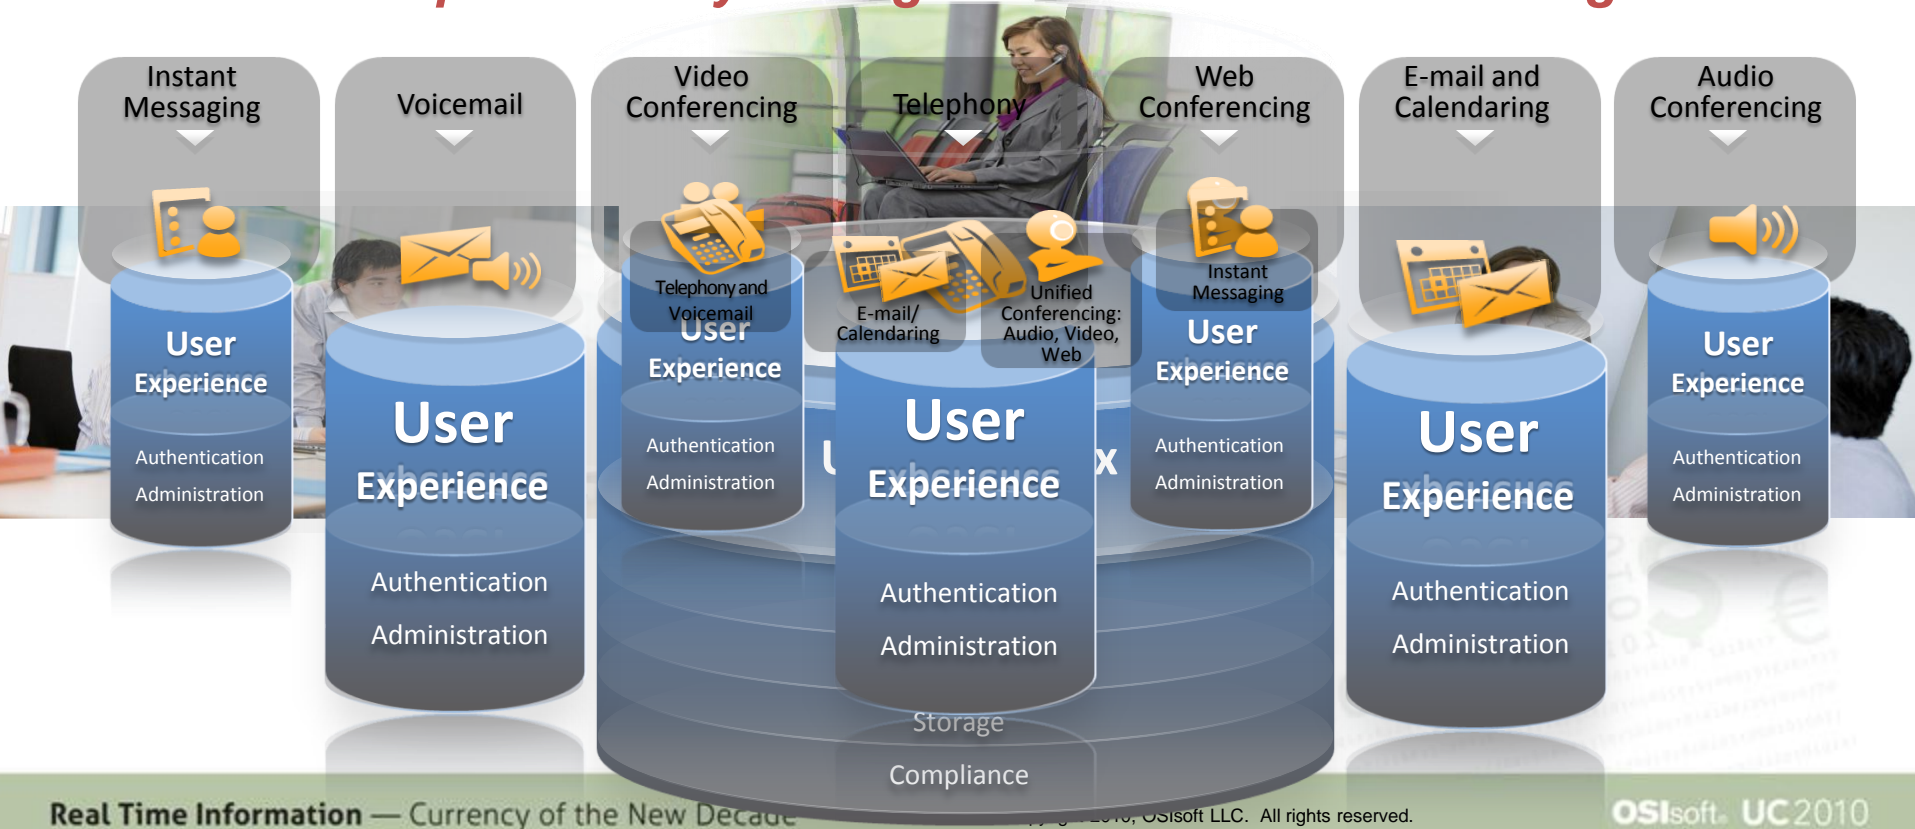 Instant
Messaging
Voicemail
Video
Conferencing
Telephony
Web
Conferencing
E-mail and
Calendaring
Audio
Conferencing
Telephony and
Voicemail
E-mail/
Calendaring
Unified
Conferencing:
Audio, Video,
Web
Instant
Messaging
User
Experience
Authentication
Administration
User
Experience
Authentication
Administration
User
Experience
Authentication
Administration
User
Experience
Authentication
Administration
User
Experience
Authentication
Administration
User
Experience
Authentication
Administration
User
Experience
Authentication
Administration
Storage
Compliance
Real Time Information — Currency of the New Decade
2010, OSIsoft LLC. All rights reserved.
OSIsoft. UC2010